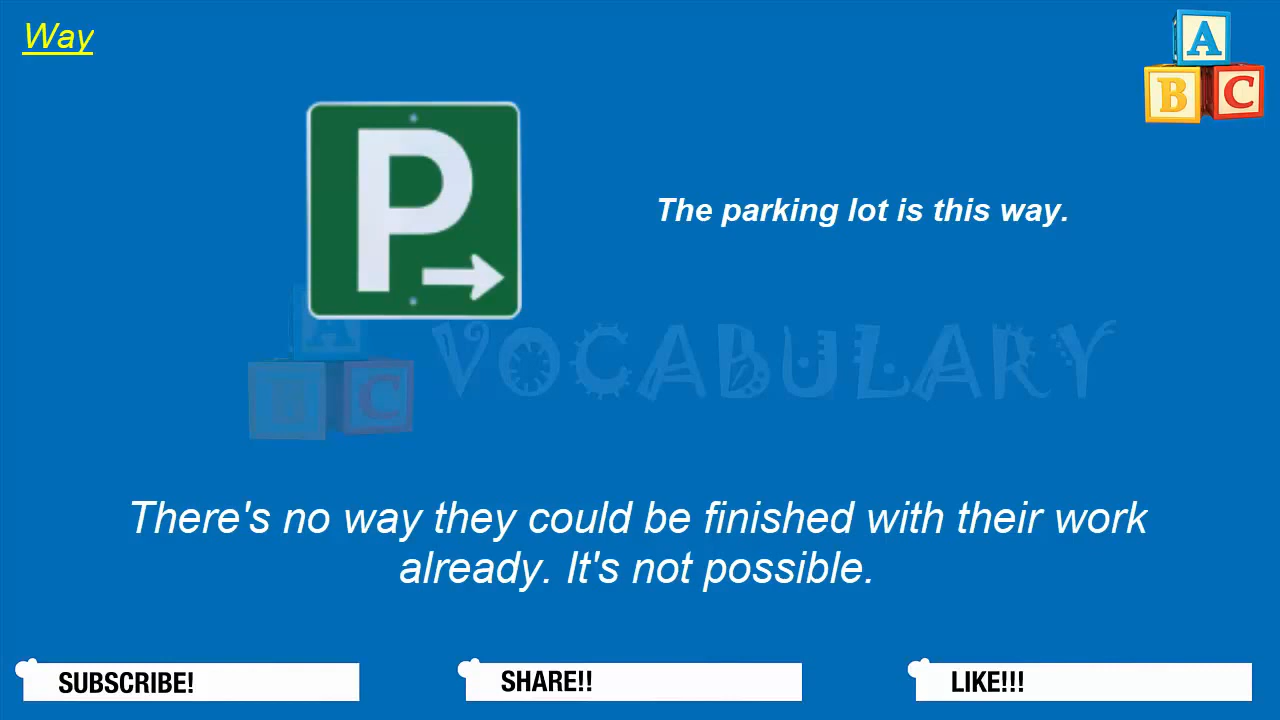 Way
A
B C
P
The parking lot is this way.
A
B C
VOCABULARY
There's no way they could be finished with their work
already. It's not possible.
SUBSCRIBE!
SHARE!!
LIKE!!!